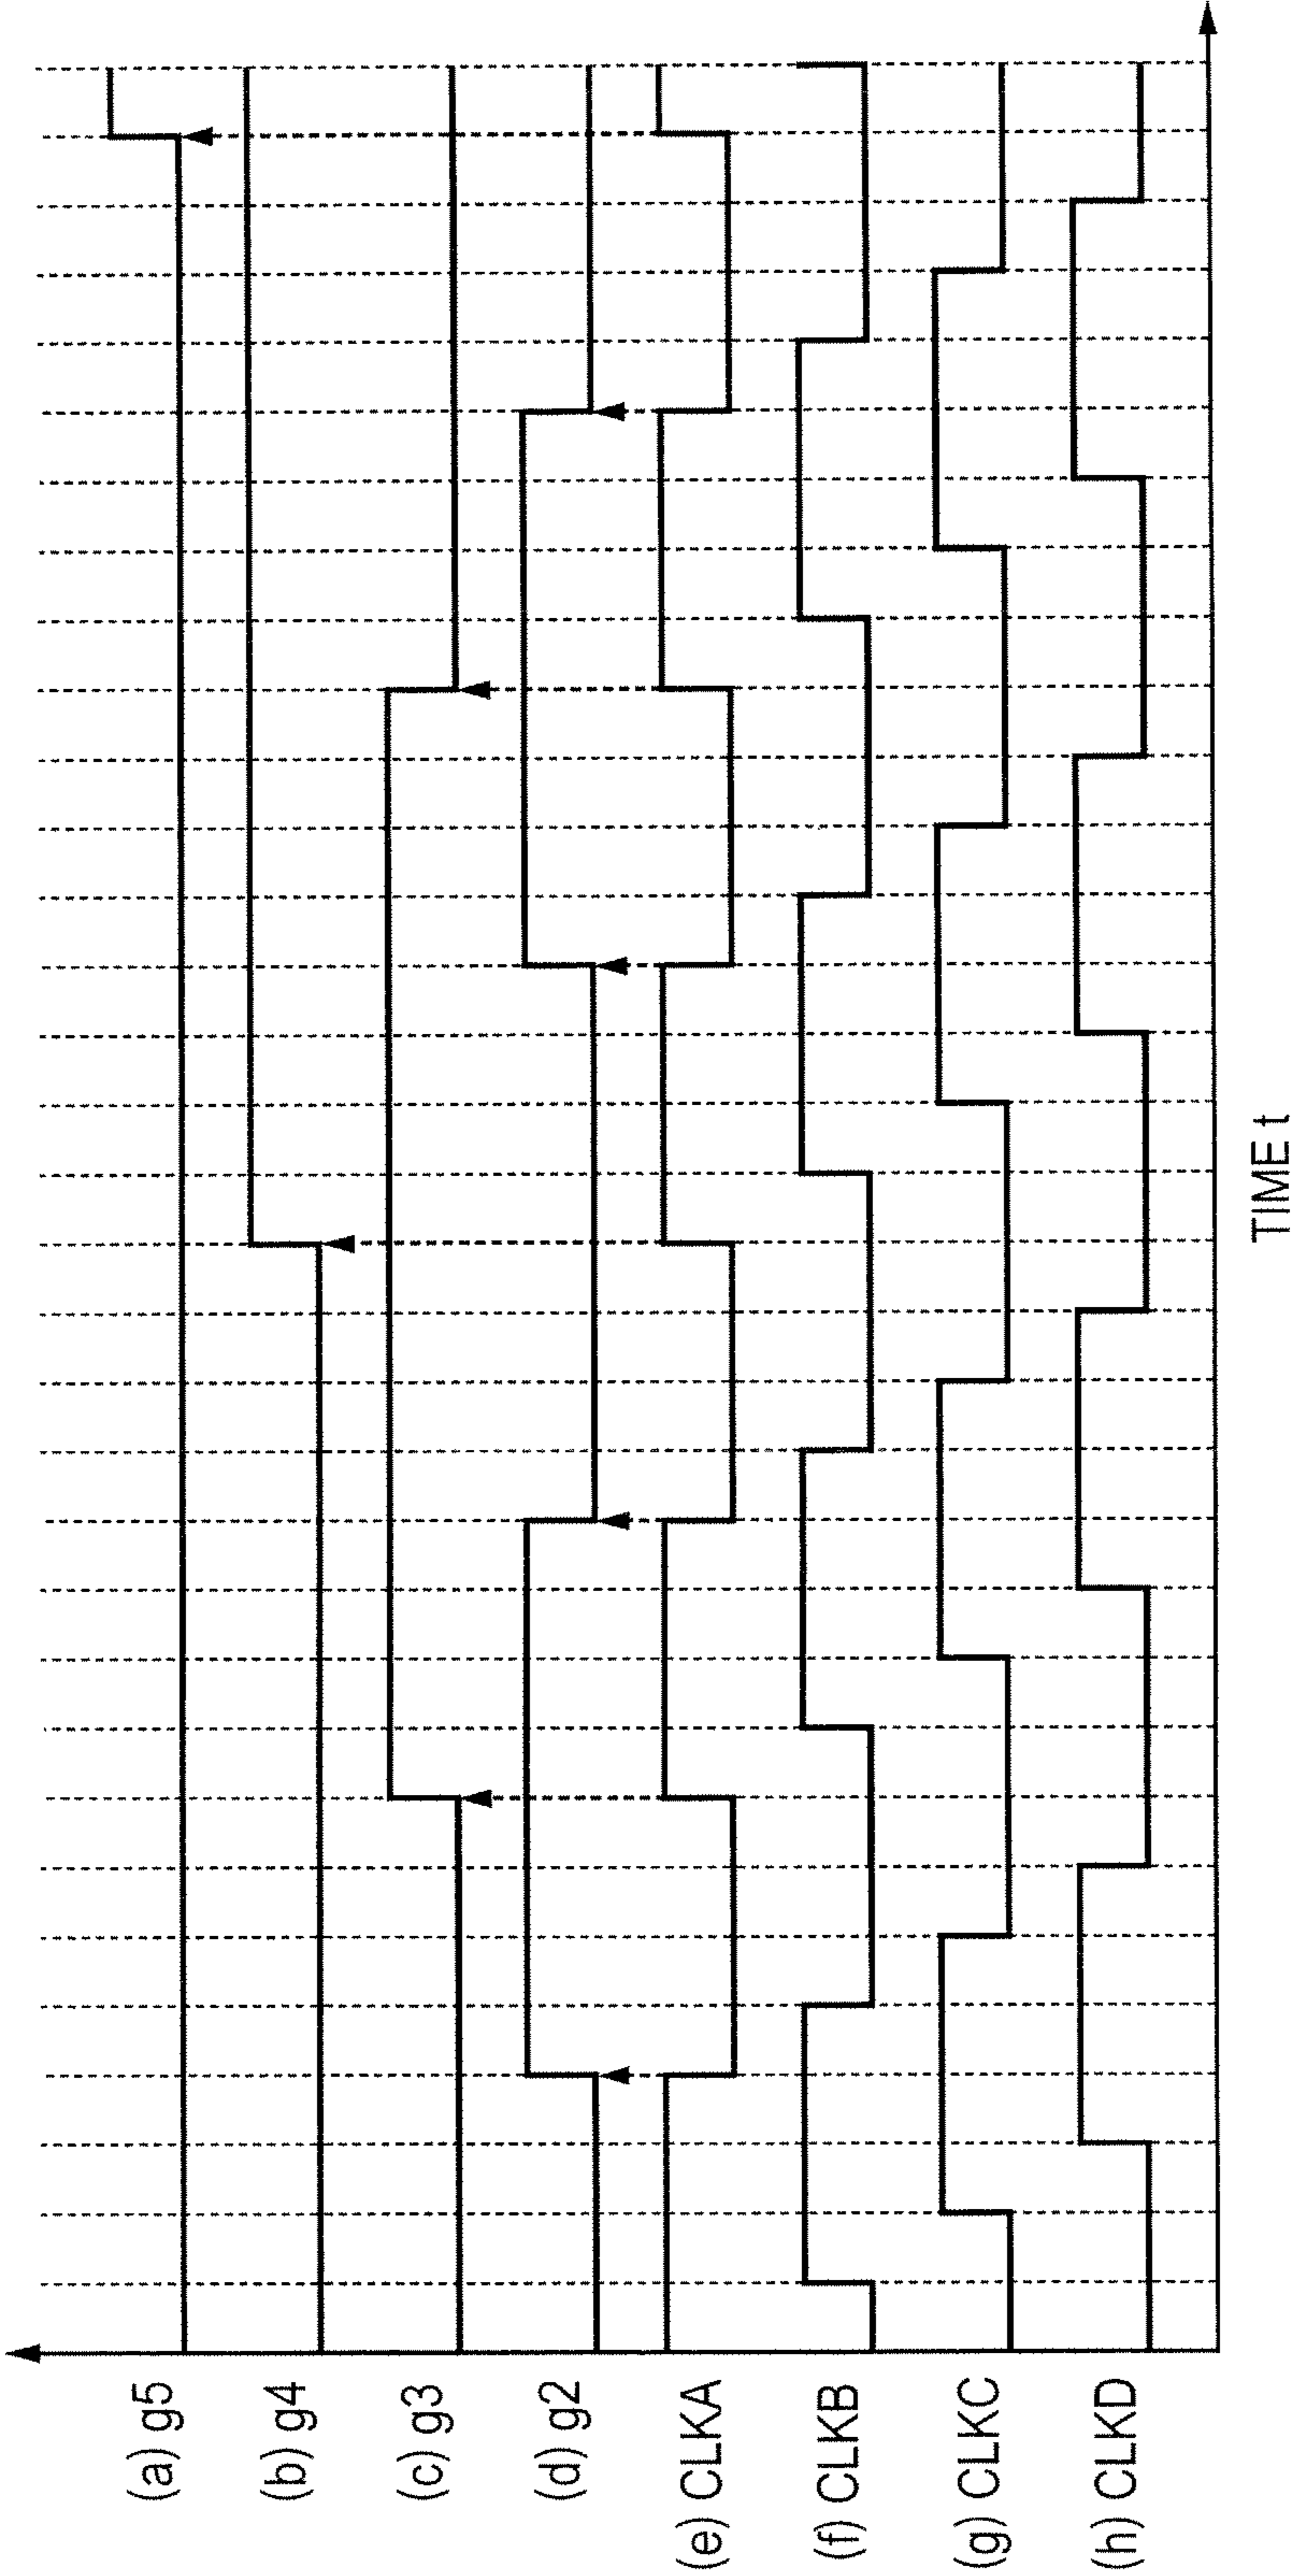 (a) g5
(b) g4
(c) g3
(d) g2
(e) CLKA
(f) CLKB
(g) CLKC
(h) CLKD
TIME t